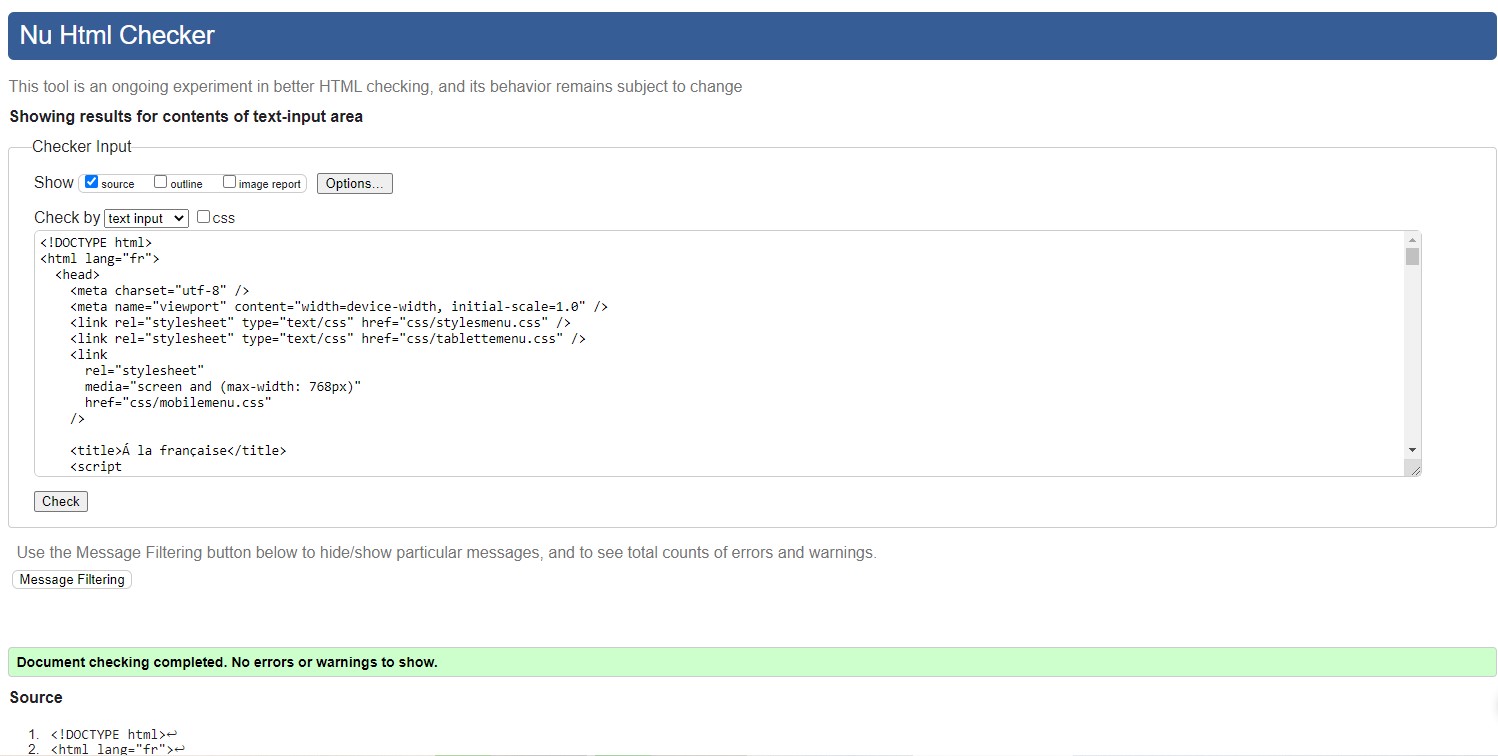 Nu Html Checker
This tool is an ongoing experiment in better HTML checking, and its behavior remains subject to change
Showing results for contents of text-input area
Checker Input
Show source outline image report Options...
Check by text input css
<!DOCTYPE html>
<html lang="fr">
<head>
<meta charset="utf-8" />
<meta name="viewport" content="width=device-width, initial-scale=1.0" />
<link rel="stylesheet" type="text/css" href="css/stylesmenu.css" />
<link rel="stylesheet" type="text/css" href="css/tablettemenu.css" />
<link
rel="stylesheet"
media="screen and (max-width: 768px)"
href="css/mobilemenu.css"
/>
<title>Á la française</title>
<script
Check
Use the Message Filtering button below to hide/show particular messages, and to see total counts of errors and warnings.
Message Filtering
Document checking completed. No errors or warnings to show.
Source
1. <!DOCTYPE html>↩
2. <html lang="fr">↩